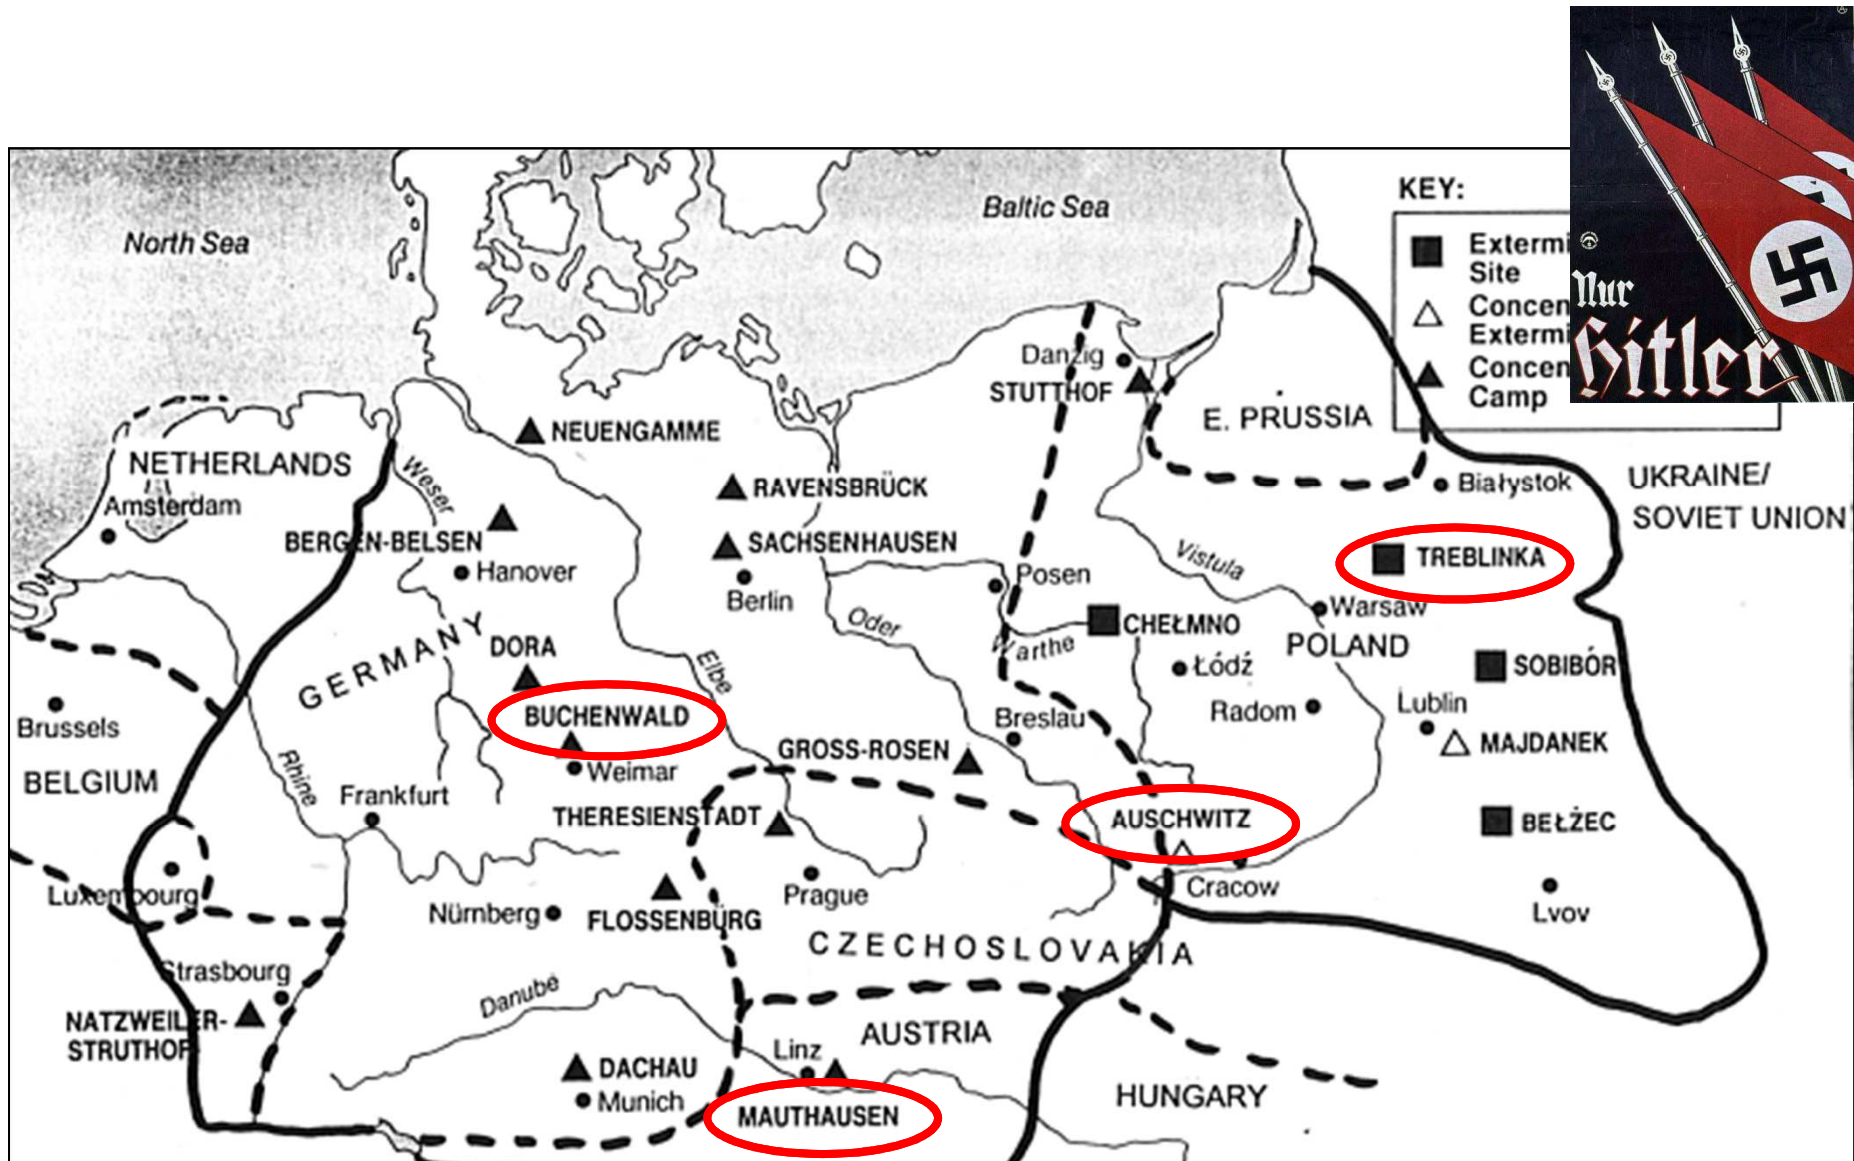 North Sea
Baltic Sea
KEY:
Extermi
Site
Concen
Extermi
Concen
Camp
Nur
Hitler
Danzig
STUTTHOF
E. PRUSSIA
NEUENGAMME
NETHERLANDS
Weser
Amsterdam
RAVENSBRÜCK
Białystok
UKRAINE/
SOVIET UNION
BERGEN-BELSEN
SACHSENHAUSEN
Hanover
Berlin
Posen
Vistula
TREBLINKA
Warsaw
Oder
Warthe
CHEŁMNO
POLAND
GERMANY
DORA
Elbe
Łódź
SOBIBÓR
Brussels
BUCHENWALD
Breslau
Radom
Lublin
BELGIUM
Rhine
Weimar
GROSS-ROSEN
MAJDANEK
Frankfurt
THERESIENSTADT
AUSCHWITZ
BEŁŻEC
Luxembourg
Prague
Cracow
Nürnberg
FLOSSENBÜRG
Lvov
CZECHOSLOVAKIA
Strasbourg
Danube
NATZWEILER-
STRUTHOF
AUSTRIA
Linz
DACHAU
Munich
MAUTHAUSEN
HUNGARY